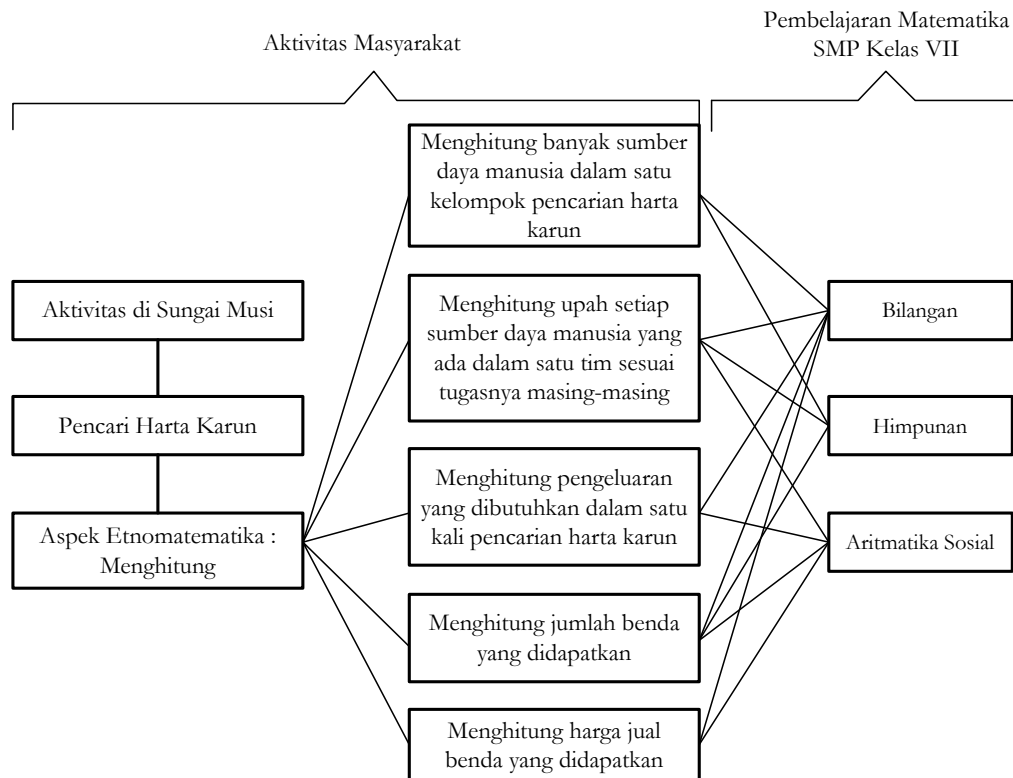 Aktivitas Masyarakat
Pembelajaran Matematika
SMP Kelas VII
Aktivitas di Sungai Musi
Pencari Harta Karun
Aspek Etnomatematika :
Menghitung
Menghitung banyak sumber
daya manusia dalam satu
kelompok pencarian harta
karun
Menghitung upah setiap
sumber daya manusia yang
ada dalam satu tim sesuai
tugasnya masing-masing
Menghitung pengeluaran
yang dibutuhkan dalam satu
kali pencarian harta karun
Menghitung jumlah benda
yang didapatkan
Menghitung harga jual
benda yang didapatkan
Bilangan
Himpunan
Aritmatika Sosial